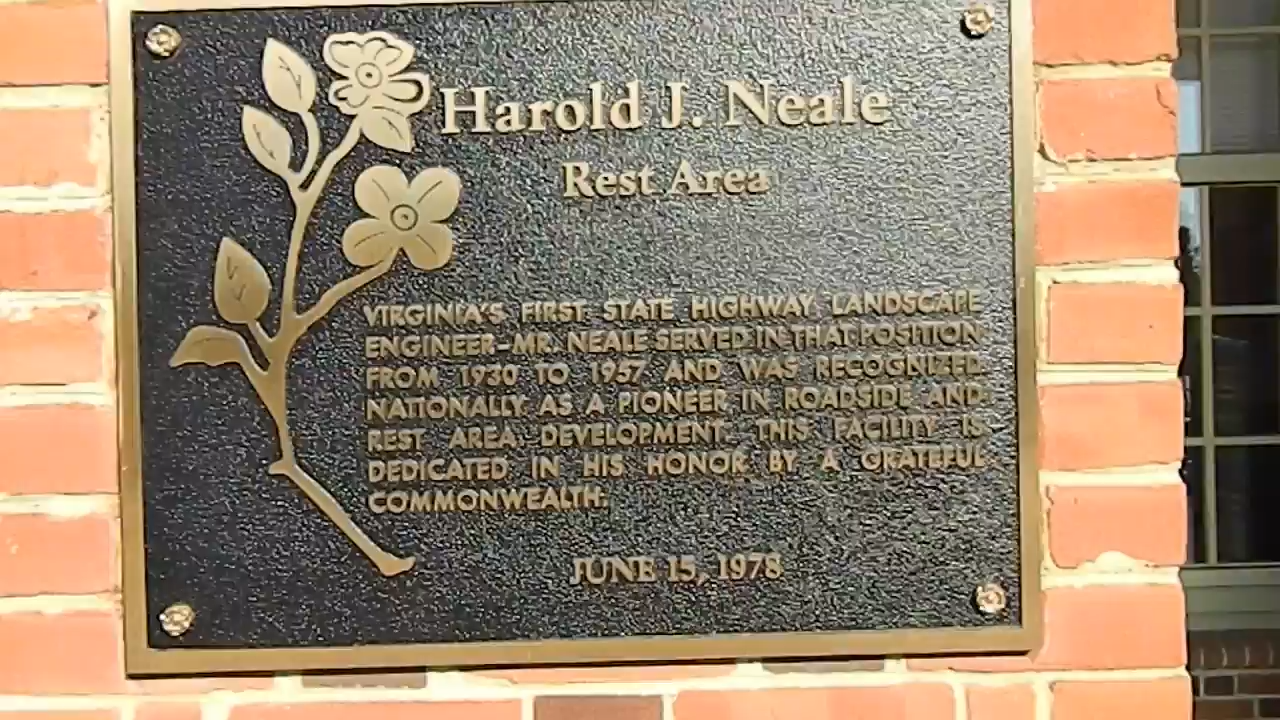 Harold J. Neale
Rest Area
VIRGINIA'S FIRST STATE HIGHWAY LANDSCAPE
ENGINEER-MR. NEALE SERVED IN THAT POSITION
FROM 1930 TO 1957 AND WAS RECOGNIZED
NATIONALLY AS A PIONEER IN ROADSIDE AND
REST AREA DEVELOPMENT. THIS FACILITY IS
DEDICATED IN HIS HONOR BY A GRATEFUL
COMMONWEALTH.
JUNE 15, 1978